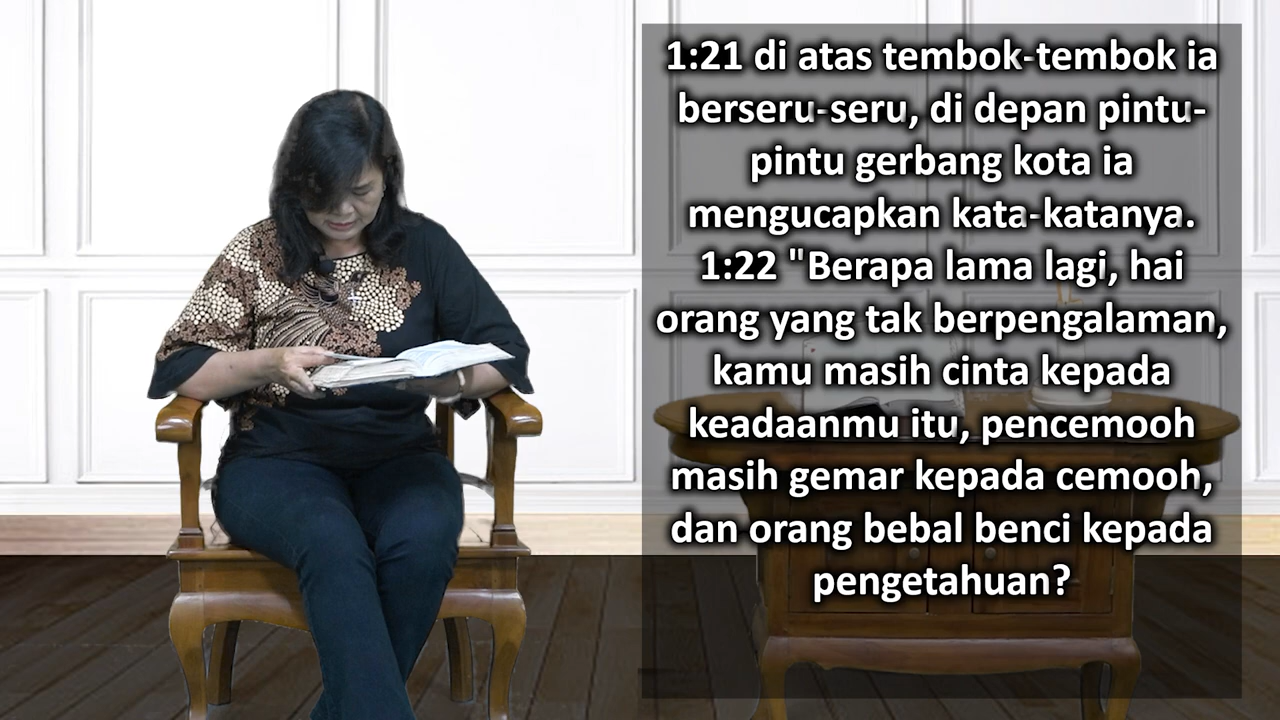 1:21 di atas tembok-tembok ia
berseru-seru, di depan pintu-
pintu gerbang kota ia
mengucapkan kata-katanya.
1:22 "Berapa lama lagi, hai
orang yang tak berpengalaman,
kamu masih cinta kepada
keadaanmu itu, pencemooh
masih gemar kepada cemooh,
dan orang bebal benci kepada
pengetahuan?